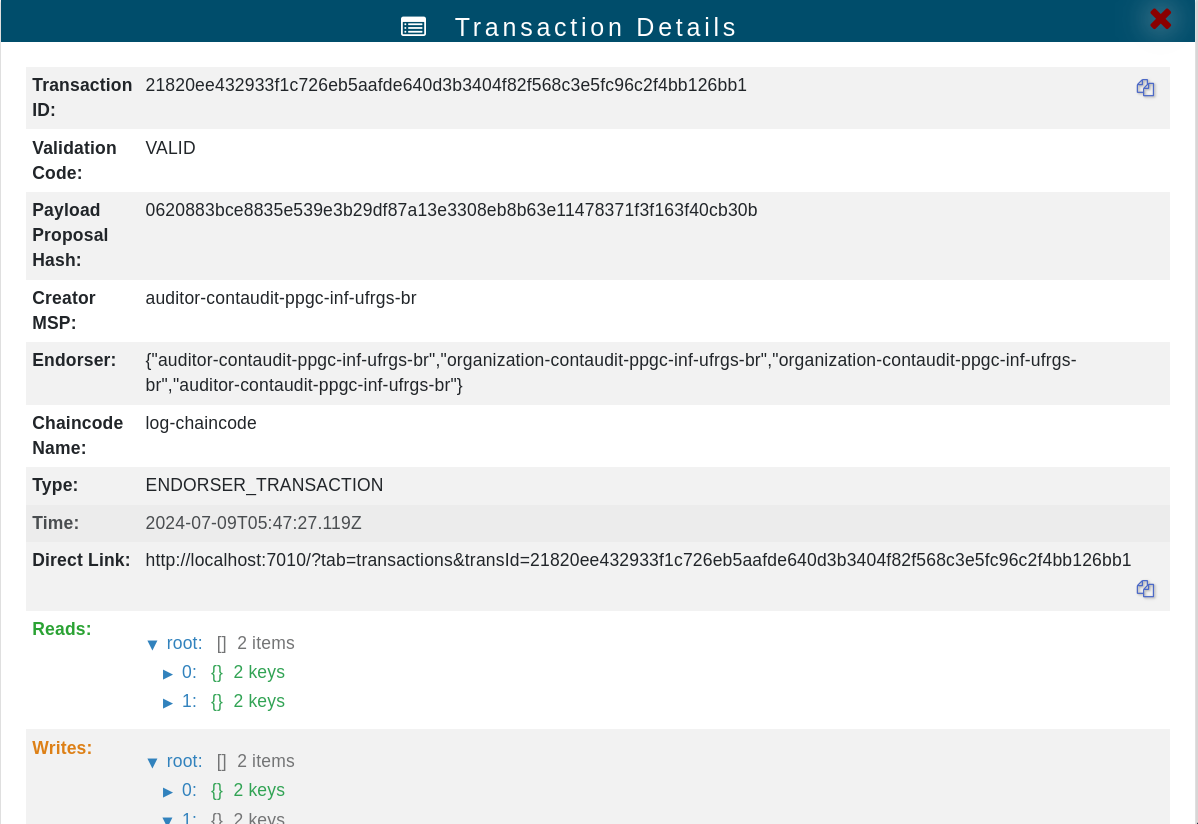 Transaction Details
Transaction 21820ee432933f1c726eb5aafde640d3b3404f82f568c3e5fc96c2f4bb126bb1
ID:
Validation VALID
Code:
Payload 0620883bce8835e539e3b29df87a13e3308eb8b63e11478371f3f163f40cb30b
Proposal
Hash:
Creator auditor-contaudit-ppgc-inf-ufrgs-br
MSP:
Endorser: {"auditor-contaudit-ppgc-inf-ufrgs-br","organization-contaudit-ppgc-inf-ufrgs-br","organization-contaudit-ppgc-inf-ufrgs-
br","auditor-contaudit-ppgc-inf-ufrgs-br"}
Chaincode log-chaincode
Name:
Type: ENDORSER_TRANSACTION
Time: 2024-07-09T05:47:27.119Z
Direct Link: http://localhost:7010/?tab=transactions&transId=21820ee432933f1c726eb5aafde640d3b3404f82f568c3e5fc96c2f4bb126bb1
Reads:
▼ root: [] 2 items
▶ 0: {} 2 keys
▶ 1: {} 2 keys
Writes:
▼ root: [] 2 items
▶ 0: {} 2 keys
▼ 1: {} 2 keys